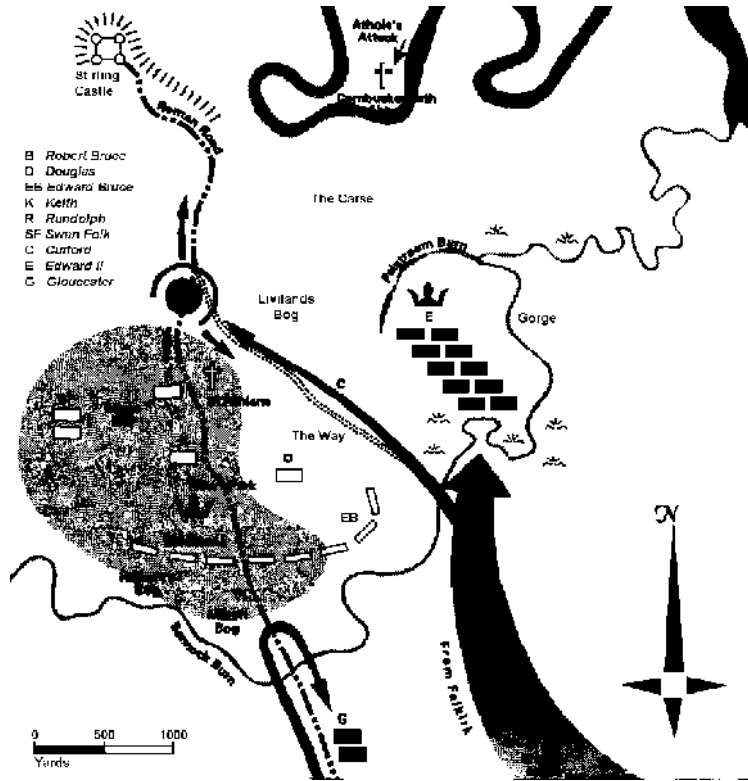 Athole's
Attack
Stirling
Castle
Roman Road
B Robert Bruce
D Douglas
EB Edward Bruce
K Keith
R Rundolph
SF Swan Folk
C Clifford
E Edward II
G Gloucester
The Carse
Pelstream Burn
E
Gorge
Livilands
Bog
C
The Way
D
EB
Bog
Bannock Burn
G
From Falkirk
N
0 500 1000
Yards